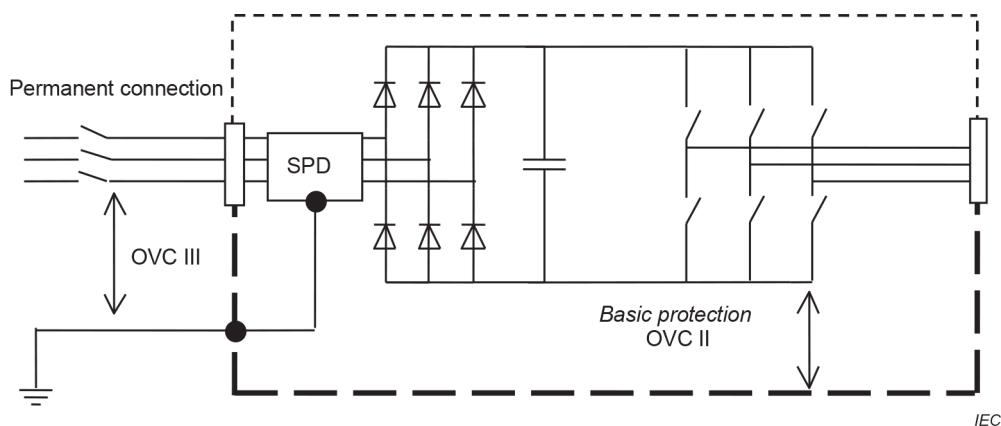 Permanent connection
SPD
OVC III
Basic protection
OVC II
IEC